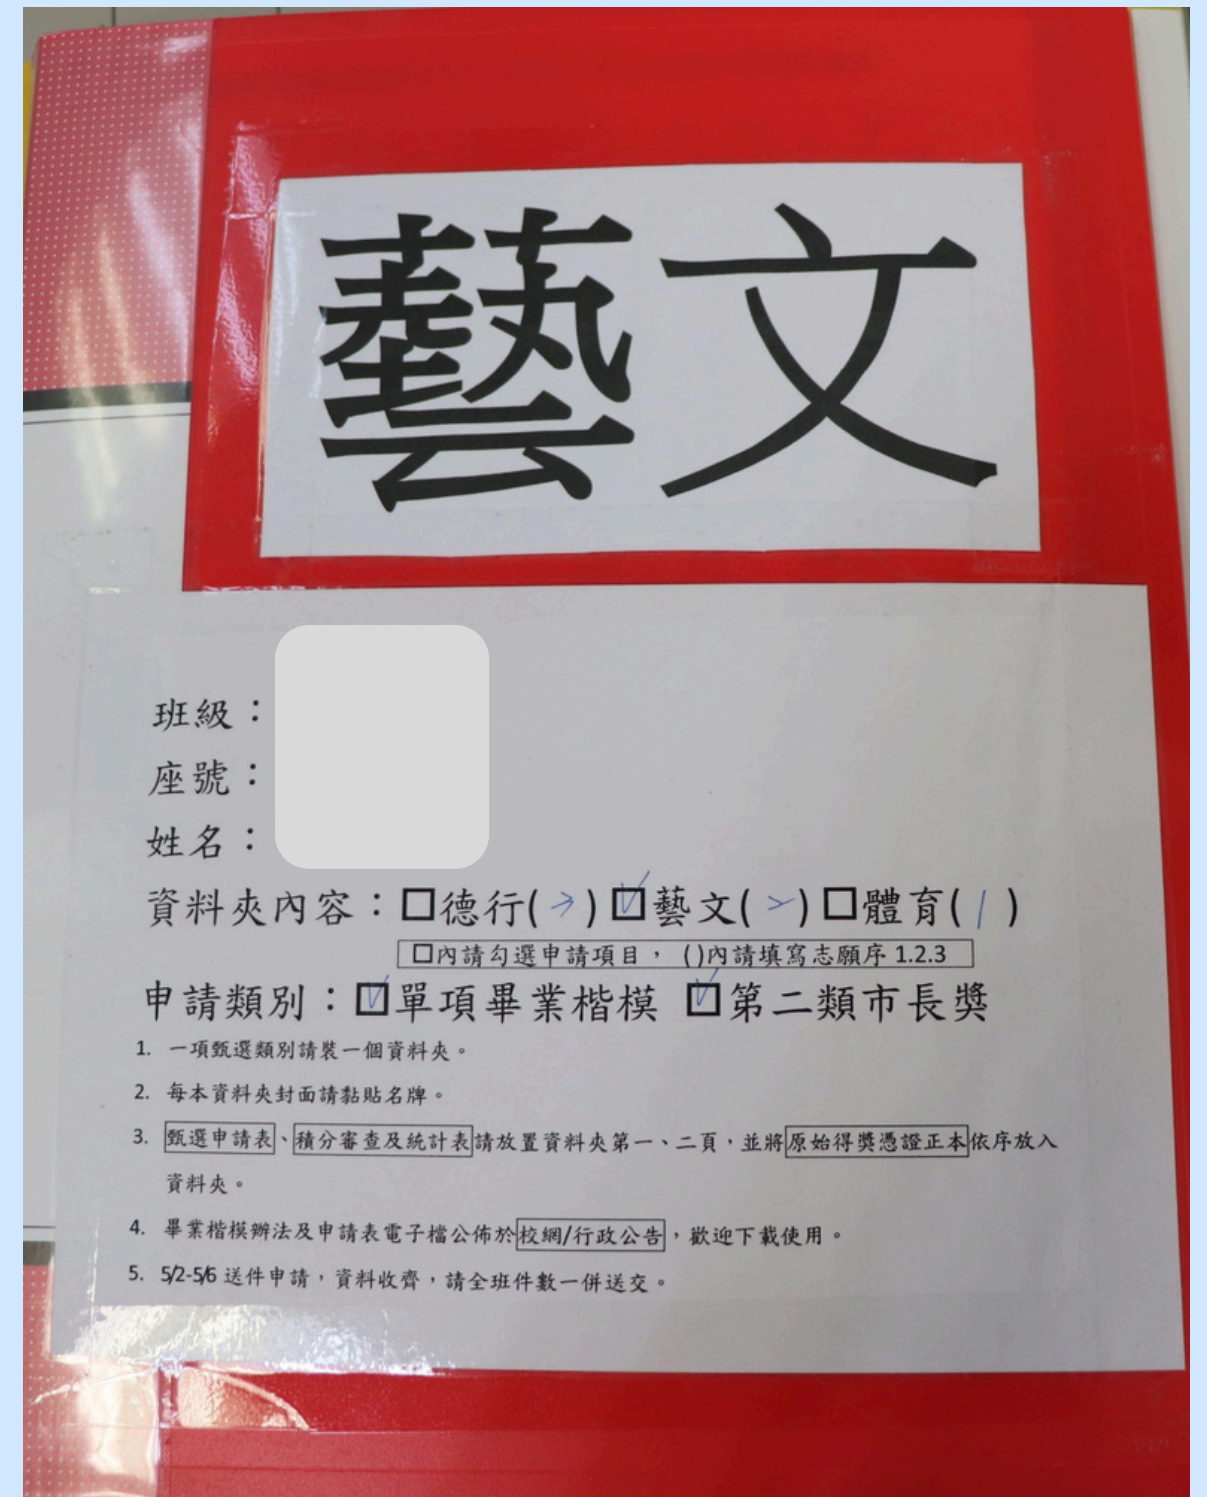 藝文
班級：
座號：
姓名：
資料夾內容：□德行( ) ☑藝文( ) □體育( )
□內請勾選申請項目，()內請填寫志願序 1.2.3
申請類別：☑單項畢業楷模 ☑第二類市長獎
1. 一項甄選類別請裝一個資料夾。
2. 每本資料夾封面請黏貼名牌。
3. 甄選申請表、積分審查及統計表請放置資料夾第一、二頁，並將原始得獎憑證正本依序放入
資料夾。
4. 畢業楷模辦法及申請表電子檔公佈於校網/行政公告，歡迎下載使用。
5. 5/2-5/6 送件申請，資料收齊，請全班件數一併送交。